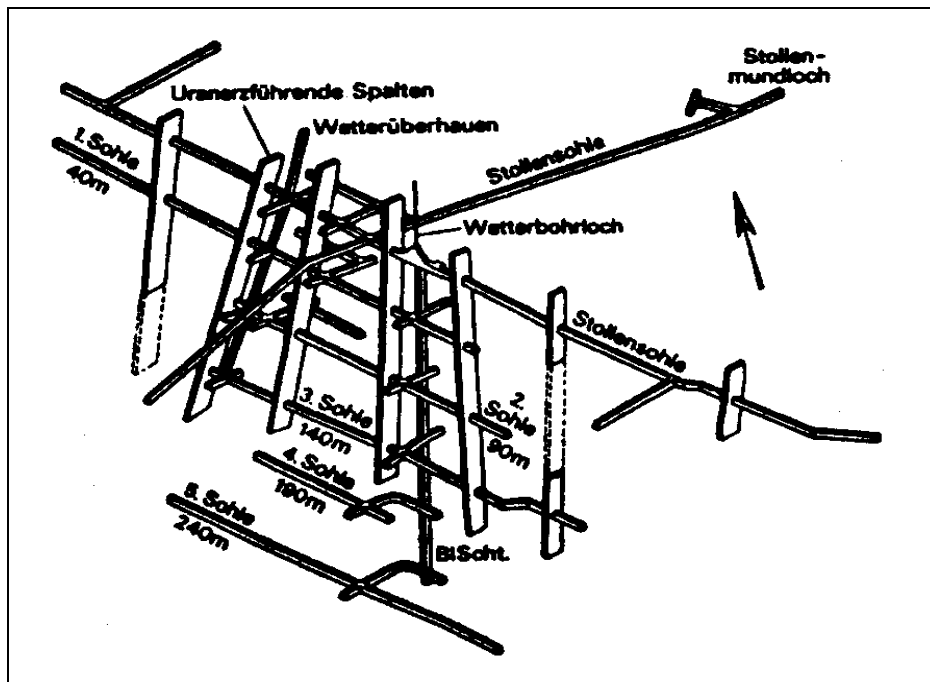 Stollen-
mundloch
Uranerzführende Spalten
Wetterüberhauen
1. Sohle
40m
Stollensohle
Wetterbohrloch
Stollensohle
2.
Sohle
90m
3. Sohle
140m
4. Sohle
190m
5. Sohle
240m
Bl.Scht.